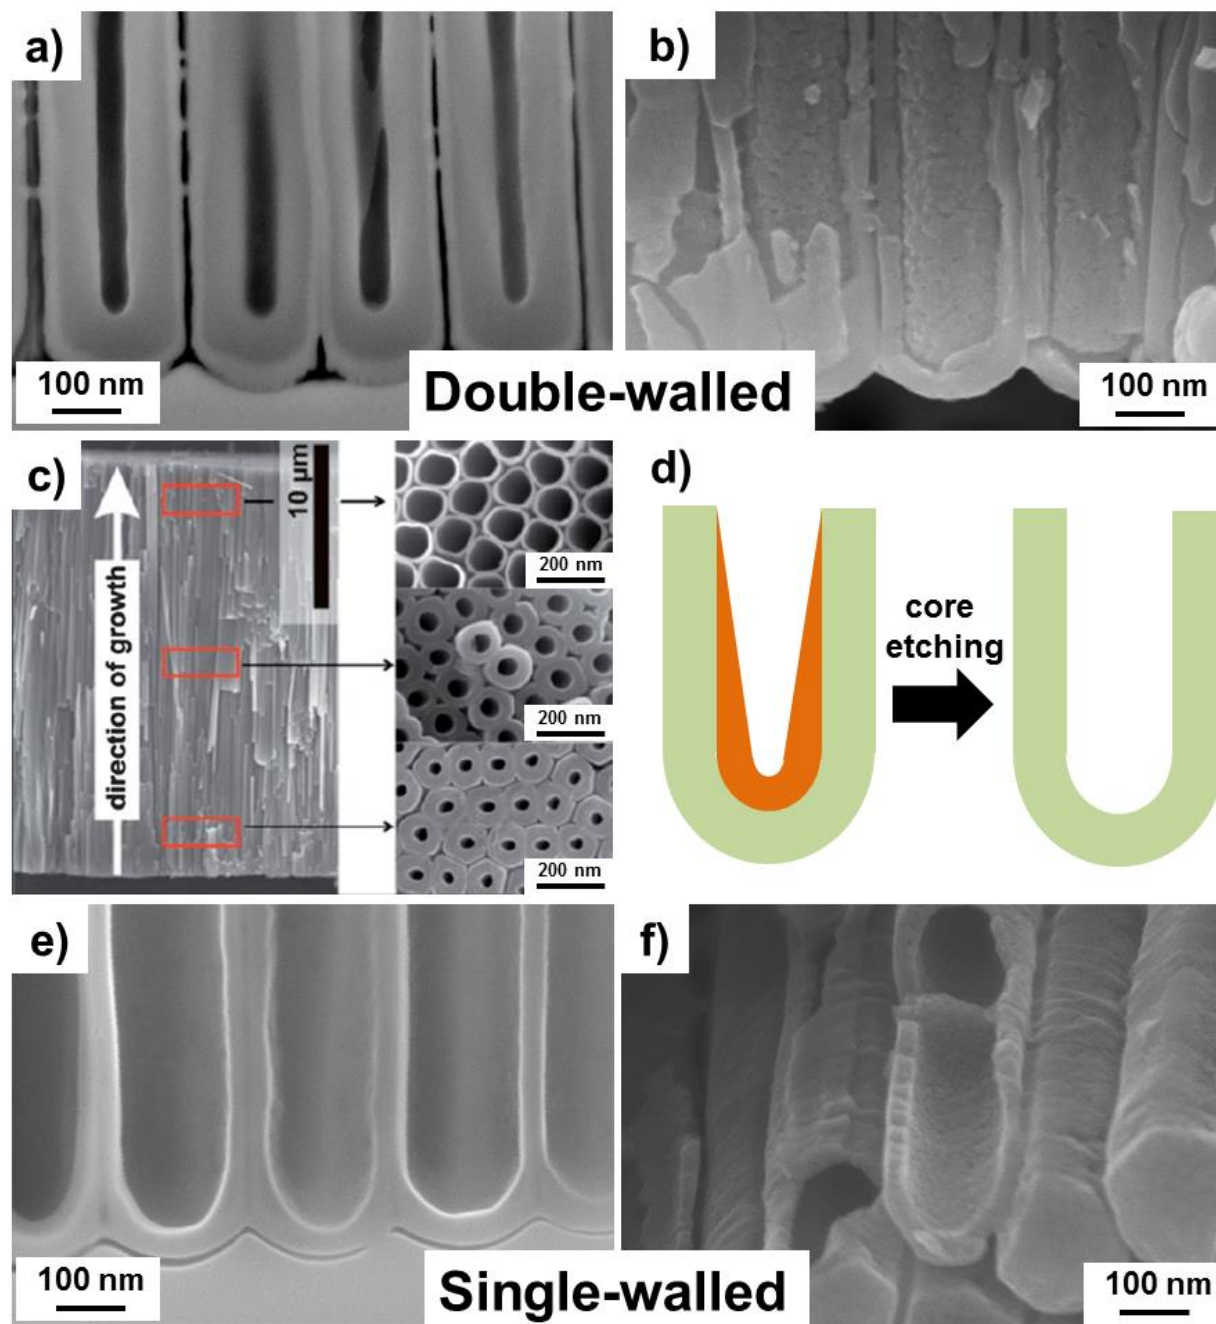 a)
b)
100 nm
Double-walled
100 nm
c)
10 µm
direction of growth
200 nm
200 nm
200 nm
d)
core
etching
e)
f)
100 nm
Single-walled
100 nm